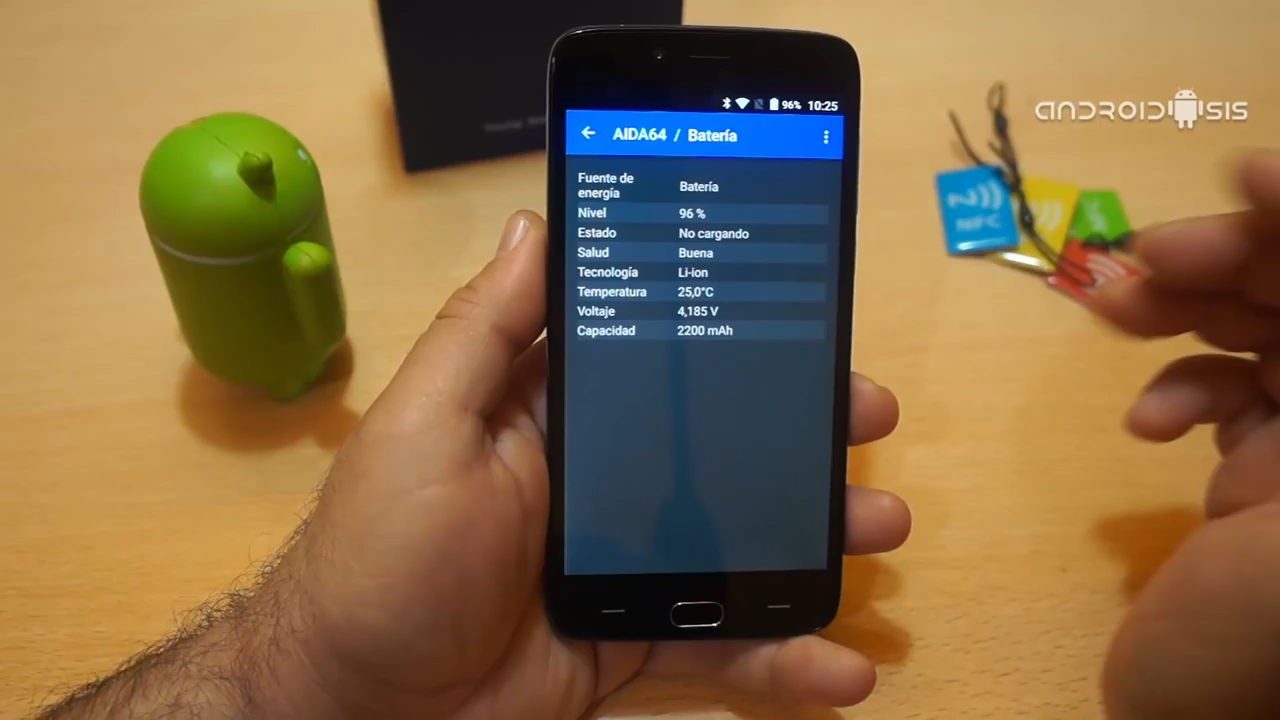 96% 10:25
ANDROIDSIS
AIDA64 / Batería
Fuente de
energía Batería
Nivel 96 %
Estado No cargando
Salud Buena
Tecnología Li-ion
Temperatura 25,0°C
Voltaje 4,185 V
Capacidad 2200 mAh
NFC